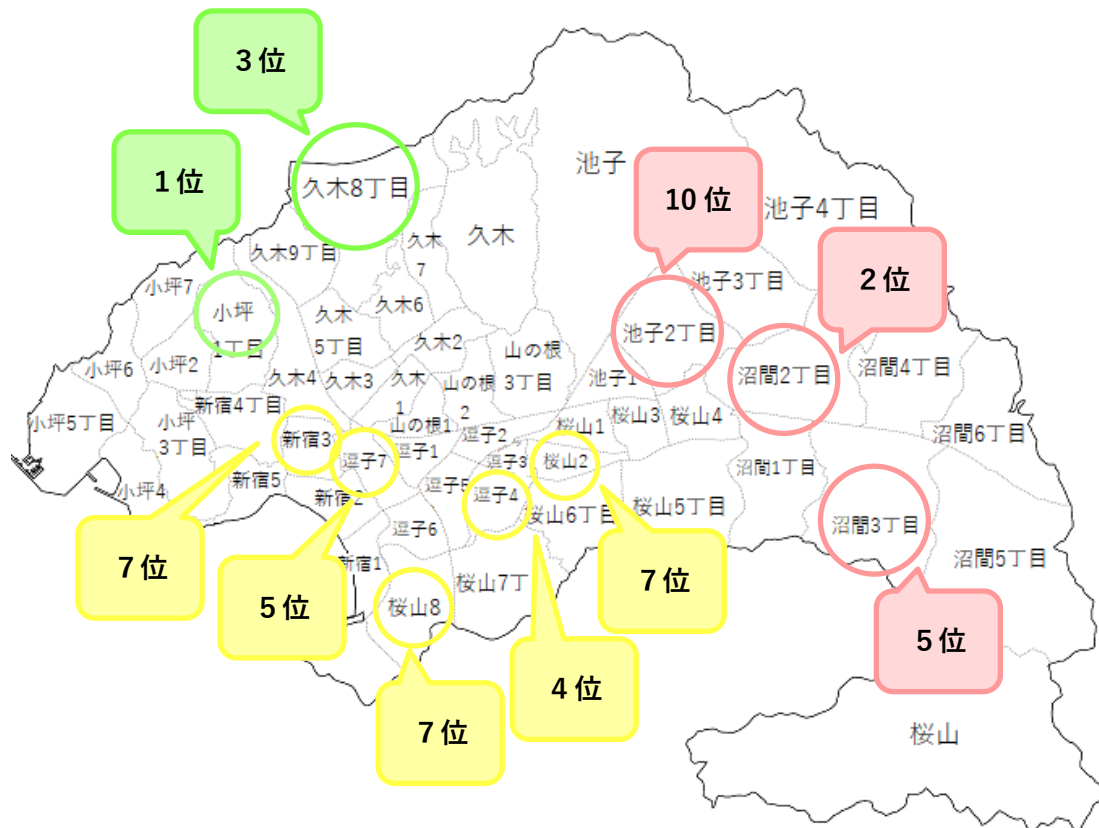 3位
1位
久木8丁目
池子
10位
池子4丁目
久木
7
久木
2位
久木9丁目
小坪7
池子3丁目
小坪
1丁目
久木6
久木
5丁目
池子2丁目
久木2
山の根
3丁目
沼間4丁目
小坪6
小坪2
久木4
久木3
久木
1
山の根
2
池子1
沼間2丁目
新宿4丁目
小坪5丁目
小坪
3丁目
山の根1
逗子2
桜山1
桜山3
桜山4
沼間6丁目
新宿3
逗子7
逗子1
逗子3
桜山2
沼間1丁目
新宿5
小坪4
新宿2
逗子5
逗子4
桜山6丁目
桜山5丁目
沼間3丁目
逗子6
新宿1
沼間5丁目
桜山7丁
桜山8
7位
5位
7位
5位
4位
7位
桜山